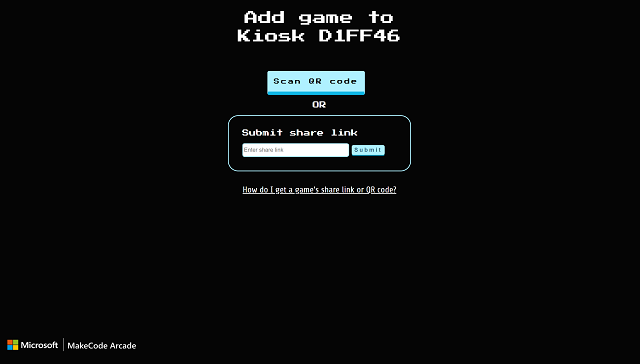 Add game to
Kiosk D1FF46
Scan QR code
OR
Submit share link
Enter share link
Submit
How do I get a game's share link or QR code?
Microsoft
MakeCode Arcade